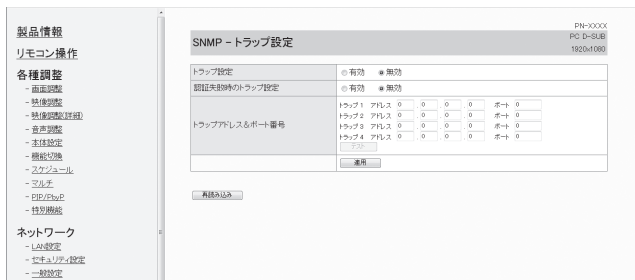 製品情報
リモコン操作
各種調整
- 画面調整
- 映像調整
- 映像調整(詳細)
- 音声調整
- 本体設定
- 機能切換
- スケジュール
- マルチ
- PIP/PbyP
- 特別機能
ネットワーク
- LAN設定
- セキュリティ設定
- 一般設定
PN-XXXX
SNMP - トラップ設定
PC D-SUB
1920x1080
トラップ設定 有効 無効
認証失敗時のトラップ設定 有効 無効
トラップアドレス&ポート番号
トラップ 1 アドレス 0 . 0 . 0 . 0 ポート 0
トラップ 2 アドレス 0 . 0 . 0 . 0 ポート 0
トラップ 3 アドレス 0 . 0 . 0 . 0 ポート 0
トラップ 4 アドレス 0 . 0 . 0 . 0 ポート 0
テスト
適用
再読み込み